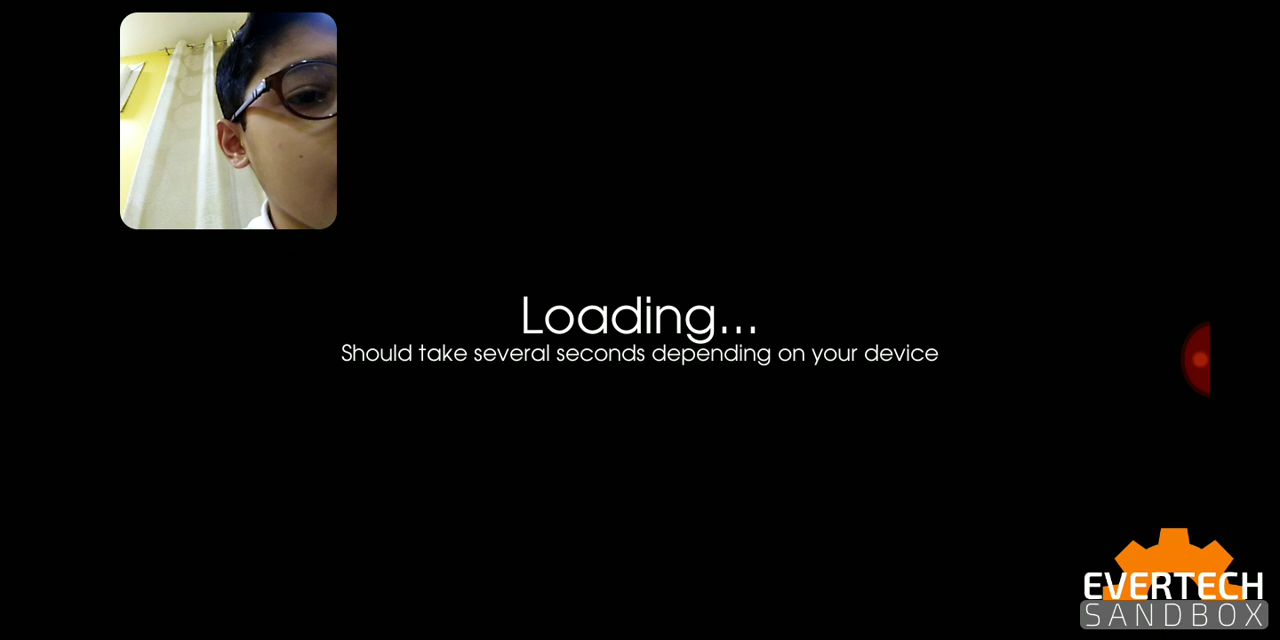 Loading...
Should take several seconds depending on your device
EVERTECH
SANDBOX